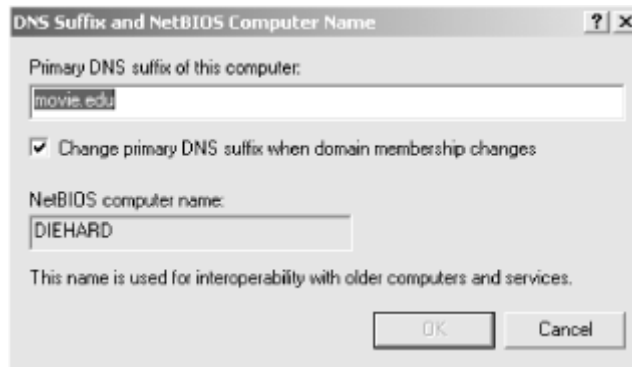 DNS Suffix and NetBIOS Computer Name
Primary DNS suffix of this computer:
movie.edu
Change primary DNS suffix when domain membership changes
NetBIOS computer name:
DIEHARD
This name is used for interoperability with older computers and services.
OK Cancel